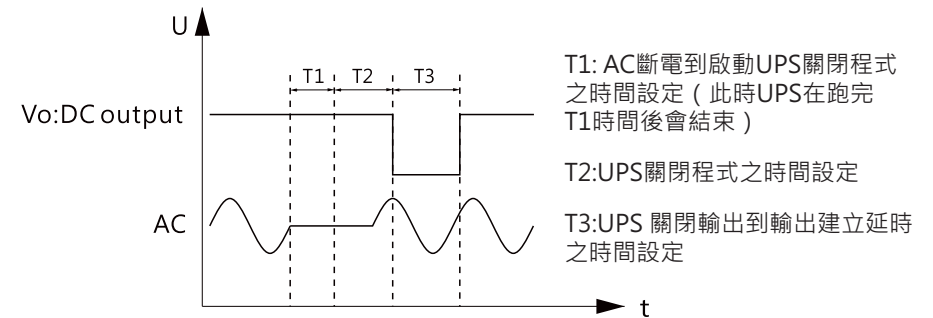 U
T1 T2 T3
Vo:DC output
AC
t
T1: AC斷電到啟動UPS關閉程式
之時間設定（此時UPS在跑完
T1時間後會結束）
T2:UPS關閉程式之時間設定
T3:UPS 關閉輸出到輸出建立延時
之時間設定